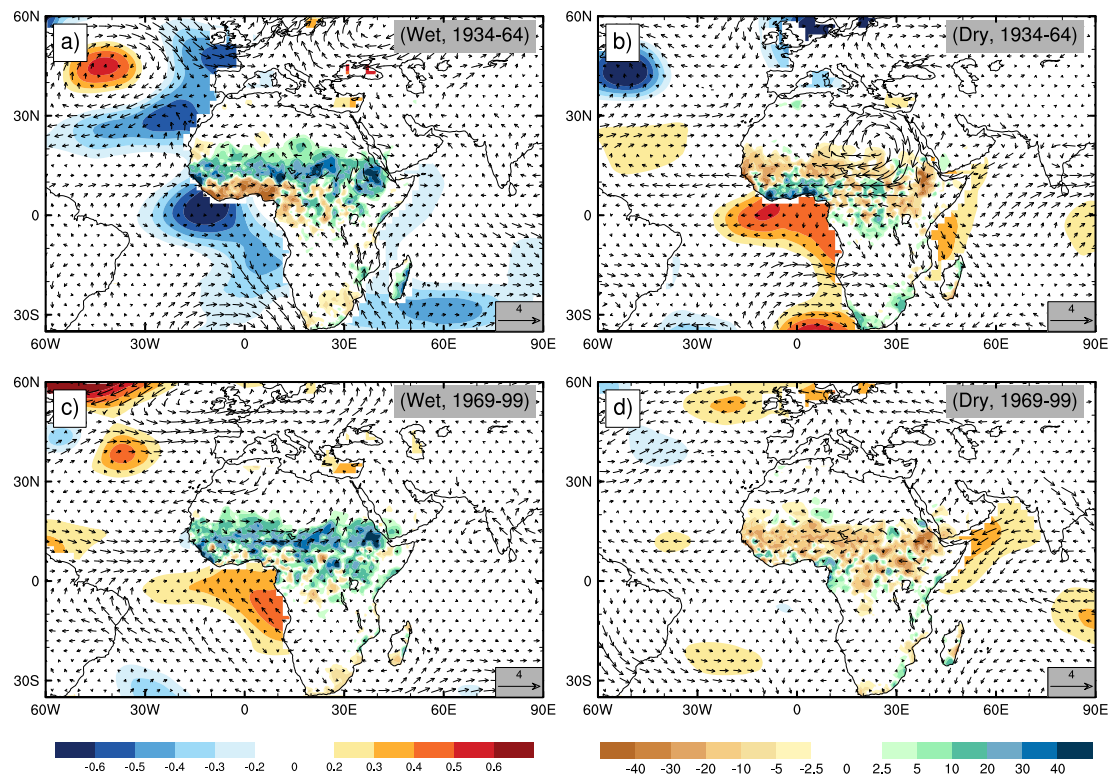 60N
a)
(Wet, 1934-64)
30N
0
30S
4
60W 30W 0 30E 60E 90E
60N
b)
(Dry, 1934-64)
30N
0
30S
4
60W 30W 0 30E 60E 90E
60N
c)
(Wet, 1969-99)
30N
0
30S
4
60W 30W 0 30E 60E 90E
60N
d)
(Dry, 1969-99)
30N
0
30S
4
60W 30W 0 30E 60E 90E
-0.6 -0.5 -0.4 -0.3 -0.2 0 0.2 0.3 0.4 0.5 0.6
-40 -30 -20 -10 -5 -2.5 0 2.5 5 10 20 30 40